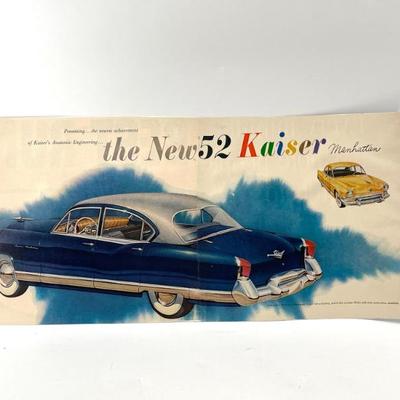 Presenting... the newest achievement
of Kaiser's Anatomic Engineering...
the New 52 Kaiser Manhattan